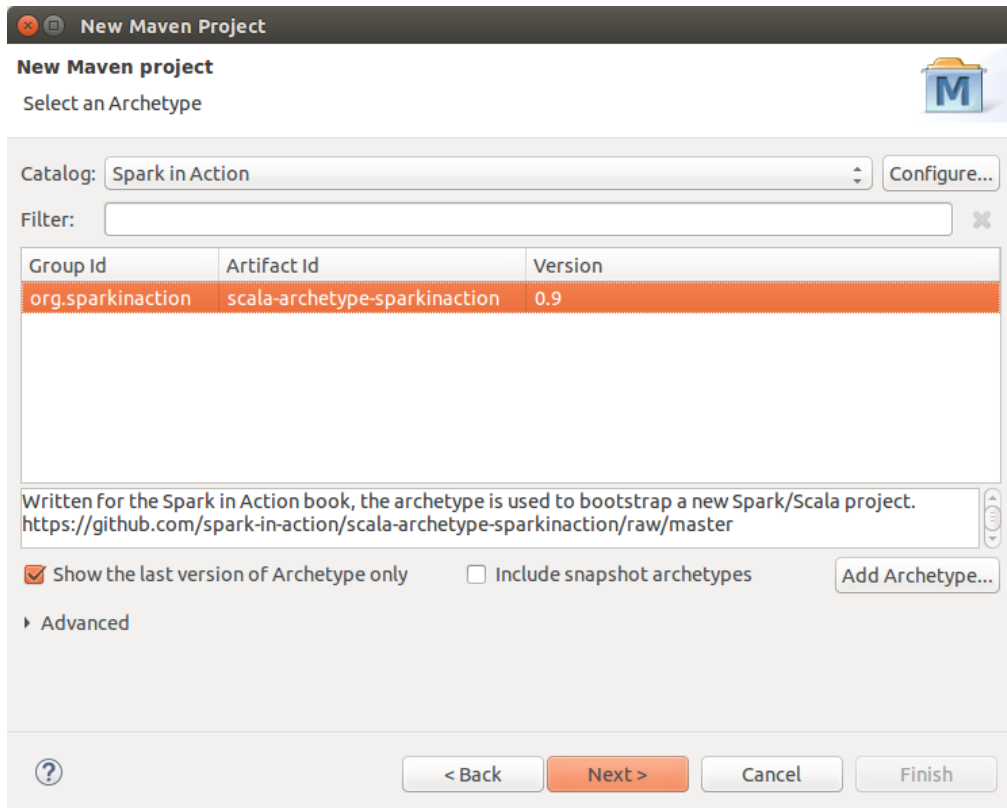 New Maven Project
New Maven project
Select an Archetype
M
Catalog: Spark in Action Configure...
Filter:
Group Id Artifact Id Version
org.sparkinaction scala-archetype-sparkinaction 0.9
Written for the Spark in Action book, the archetype is used to bootstrap a new Spark/Scala project.
https://github.com/spark-in-action/scala-archetype-sparkinaction/raw/master
Show the last version of Archetype only Include snapshot archetypes Add Archetype...
Advanced
? < Back Next > Cancel Finish